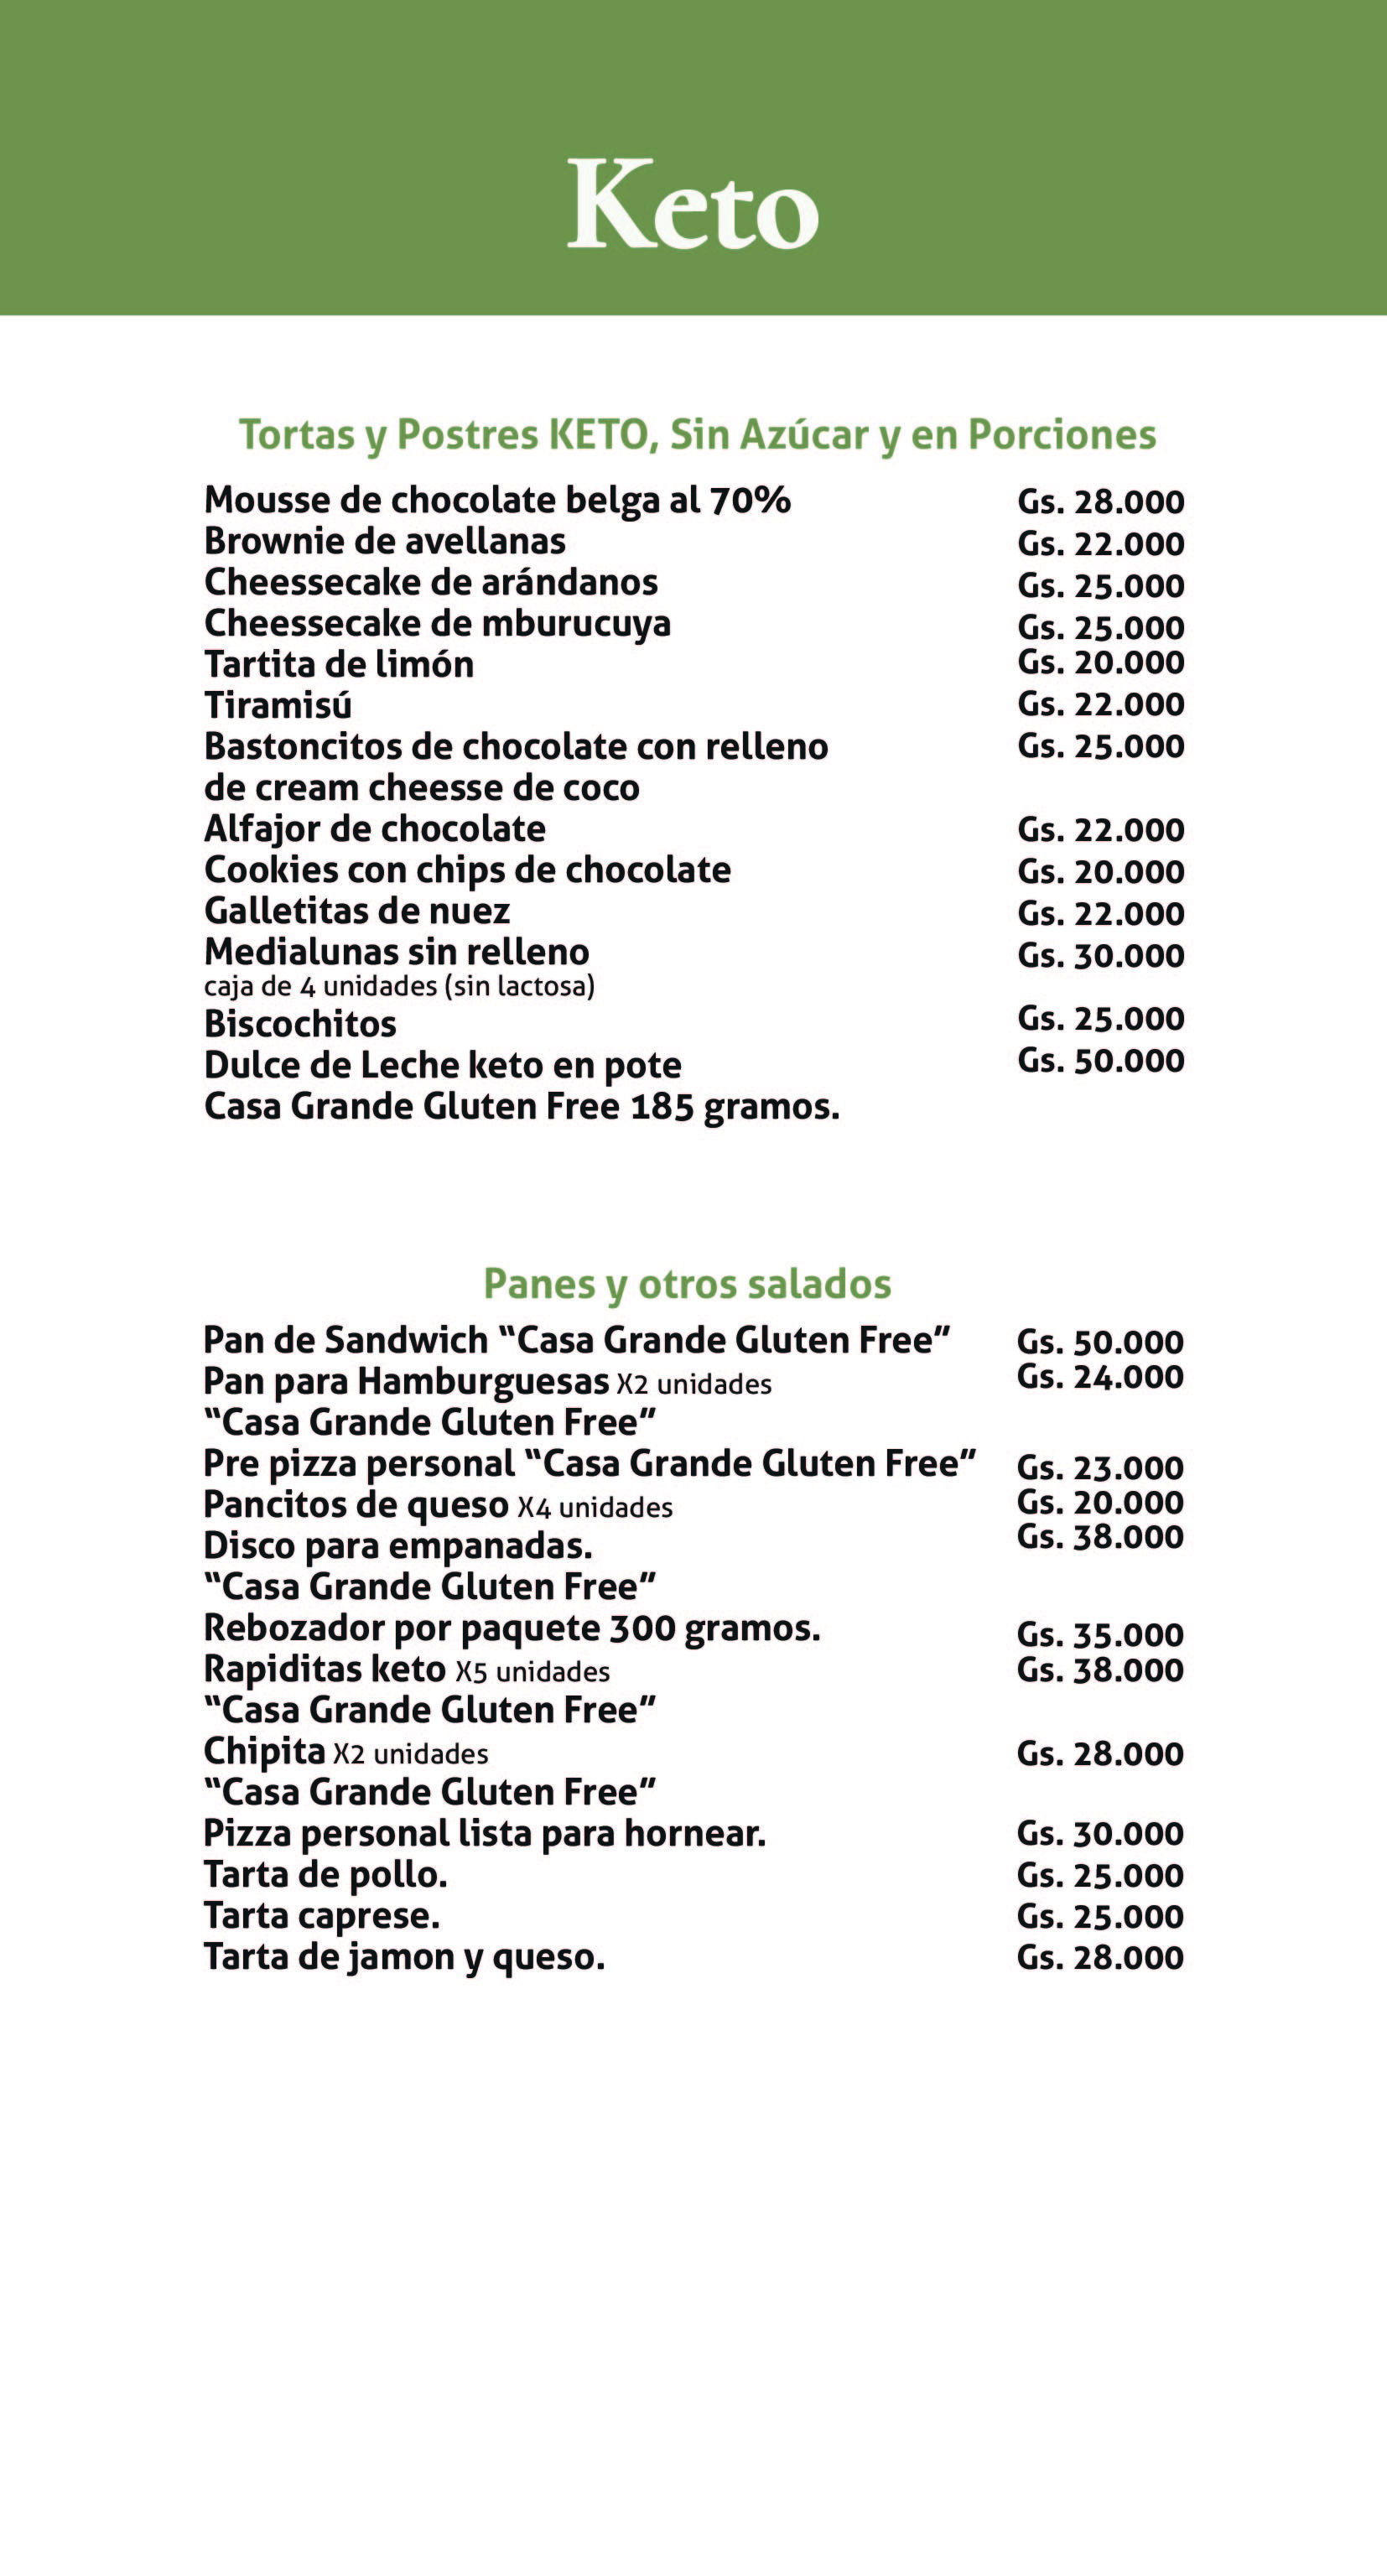 Keto
Tortas y Postres KETO, Sin Azúcar y en Porciones
Mousse de chocolate belga al 70% Gs. 28.000
Brownie de avellanas Gs. 22.000
Cheessecake de arándanos Gs. 25.000
Cheessecake de mburucuya Gs. 25.000
Tartita de limón Gs. 20.000
Tiramisú Gs. 22.000
Bastoncitos de chocolate con relleno Gs. 25.000
de cream cheesse de coco
Alfajor de chocolate Gs. 22.000
Cookies con chips de chocolate Gs. 20.000
Galletitas de nuez Gs. 22.000
Medialunas sin relleno Gs. 30.000
caja de 4 unidades (sin lactosa)
Biscochitos Gs. 25.000
Dulce de Leche keto en pote Gs. 50.000
Casa Grande Gluten Free 185 gramos.
Panes y otros salados
Pan de Sandwich “Casa Grande Gluten Free” Gs. 50.000
Pan para Hamburguesas X2 unidades Gs. 24.000
“Casa Grande Gluten Free”
Pre pizza personal “Casa Grande Gluten Free” Gs. 23.000
Pancitos de queso X4 unidades Gs. 20.000
Disco para empanadas. Gs. 38.000
“Casa Grande Gluten Free”
Rebozador por paquete 300 gramos. Gs. 35.000
Rapiditas keto X5 unidades Gs. 38.000
“Casa Grande Gluten Free”
Chipita X2 unidades Gs. 28.000
“Casa Grande Gluten Free”
Pizza personal lista para hornear. Gs. 30.000
Tarta de pollo. Gs. 25.000
Tarta caprese. Gs. 25.000
Tarta de jamon y queso. Gs. 28.000